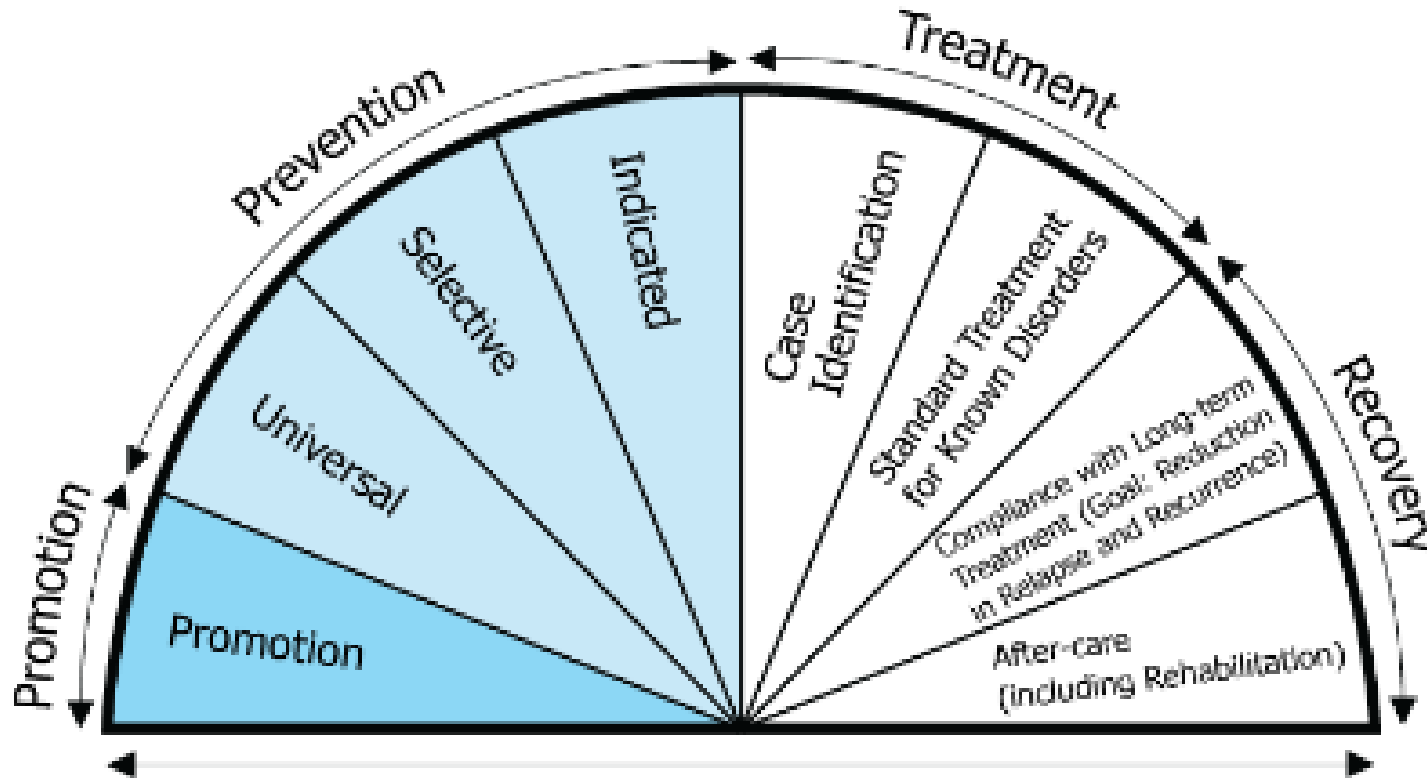 Promotion
Prevention
Treatment
Recovery
Promotion
Universal
Selective
Indicated
Case
Identification
Standard Treatment
for Known Disorders
Compliance with Long-term
Treatment (Goal: Reduction
in Relapse and Recurrence)
After-care
(including Rehabilitation)